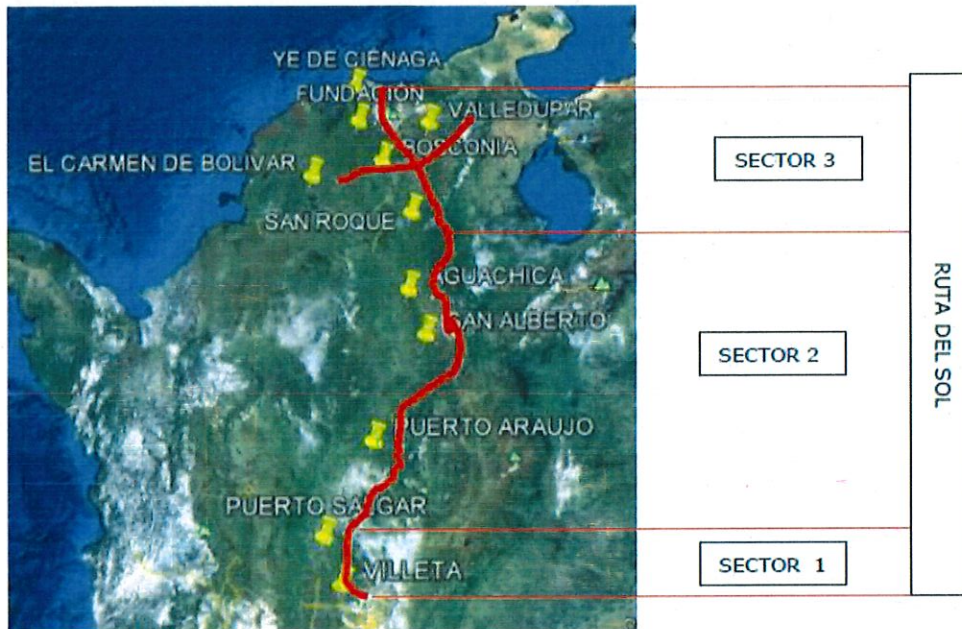 YE DE CIÉNAGA
FUNDACIÓN
VALLEDUPAR
BOSCONIA
EL CARMEN DE BOLIVAR
SAN ROQUE
AGUACHICA
SAN ALBERTO
PUERTO ARAUJO
PUERTO SALGAR
VILLETA
SECTOR 3
SECTOR 2
SECTOR 1
RUTA DEL SOL